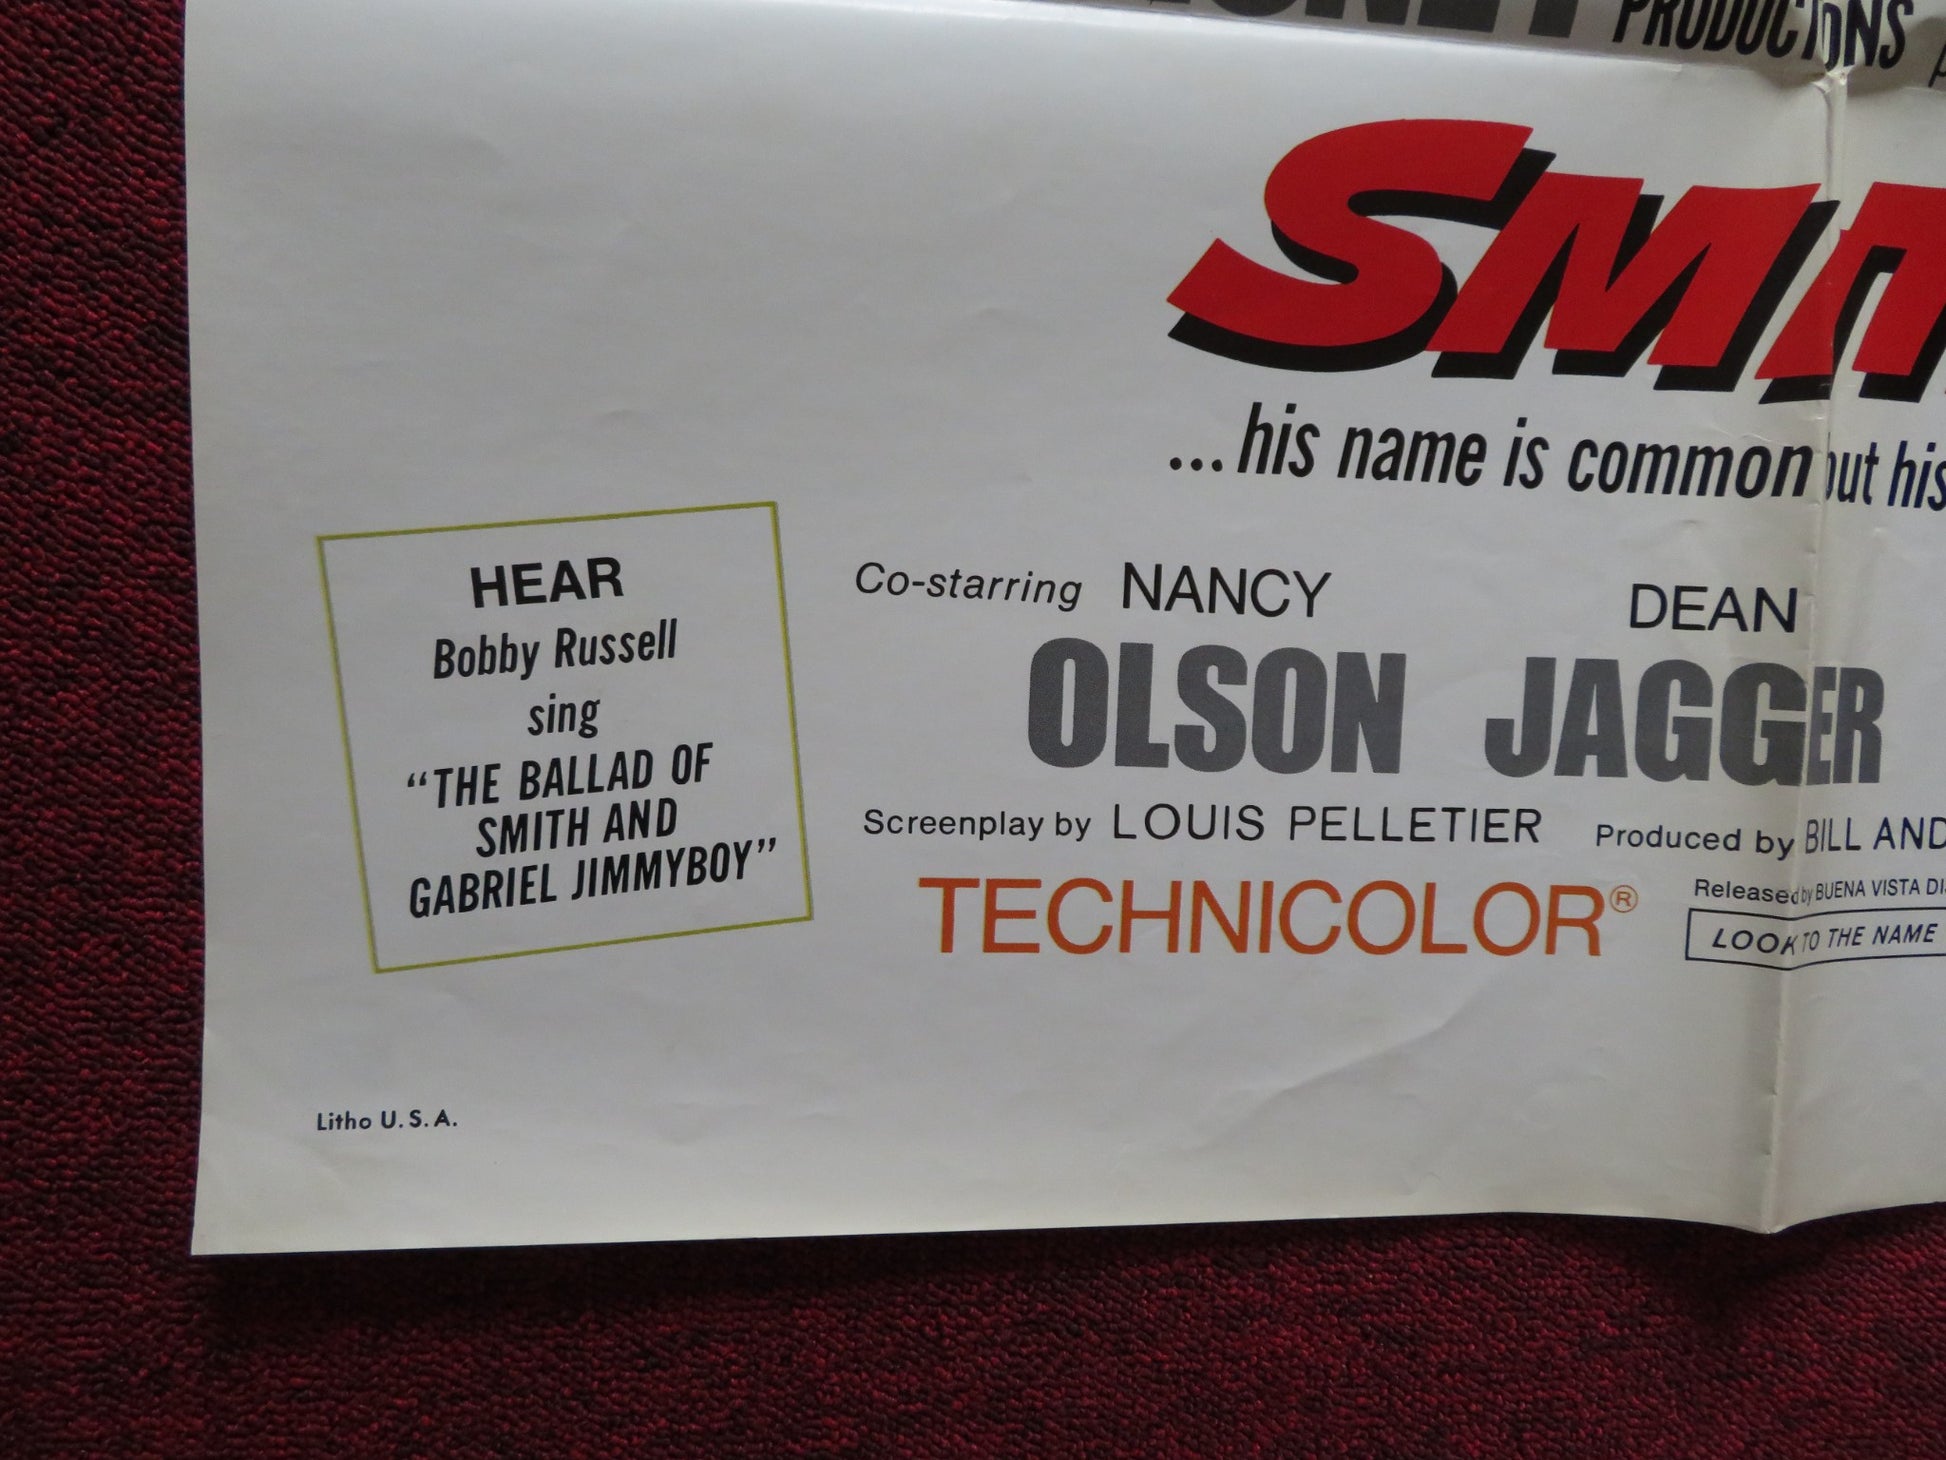 PRODUCTIONS
SM
...his name is common but his
HEAR
Bobby Russell
sing
“THE BALLAD OF
SMITH AND
GABRIEL JIMMYBOY”
Co-starring NANCY OLSON DEAN JAGGER
Screenplay by LOUIS PELLETIER Produced by BILL AND
TECHNICOLOR®
Released by BUENA VISTA
LOOK TO THE NAME
Litho U.S.A.